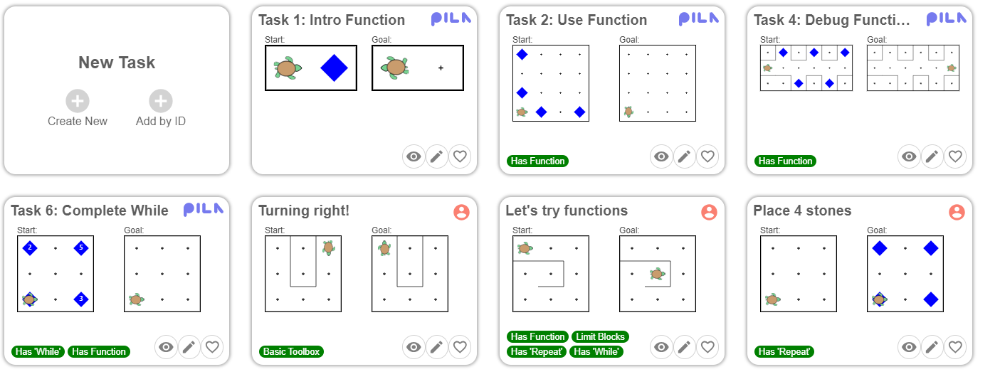 New Task
Create New
Add by ID
Task 1: Intro Function
PILA
Start:
Goal:
Task 2: Use Function
PILA
Start:
Goal:
Has Function
Task 4: Debug Functi...
PILA
Start:
Goal:
Has Function
Task 6: Complete While
PILA
Start:
Goal:
2
5
3
Has 'While'
Has Function
Turning right!
Start:
Goal:
Basic Toolbox
Let's try functions
Start:
Goal:
Has Function
Limit Blocks
Has 'Repeat'
Has 'While'
Place 4 stones
Start:
Goal:
Has 'Repeat'